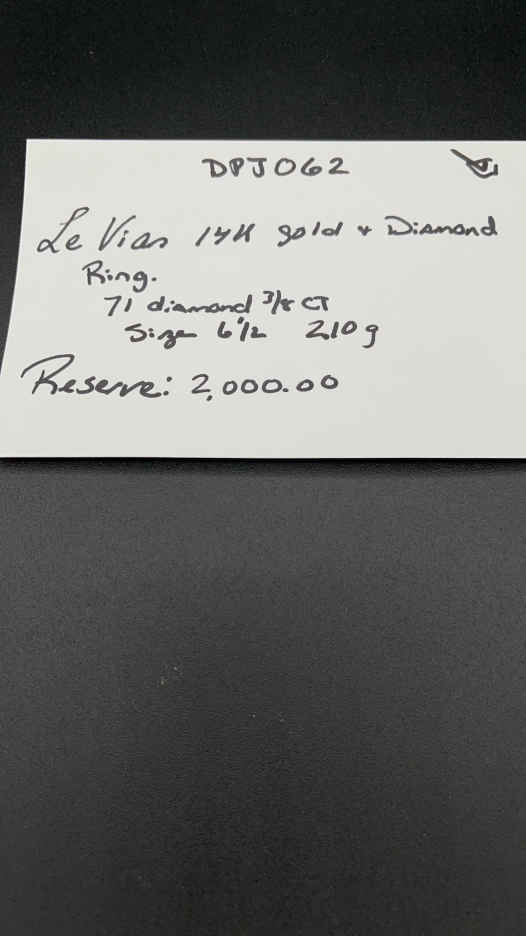 DPJ062
Le Vian 14K gold + Diamond
Ring.
71 diamond 3/8 CT
Size 6 1/2 2.10 g
Reserve: 2,000.00